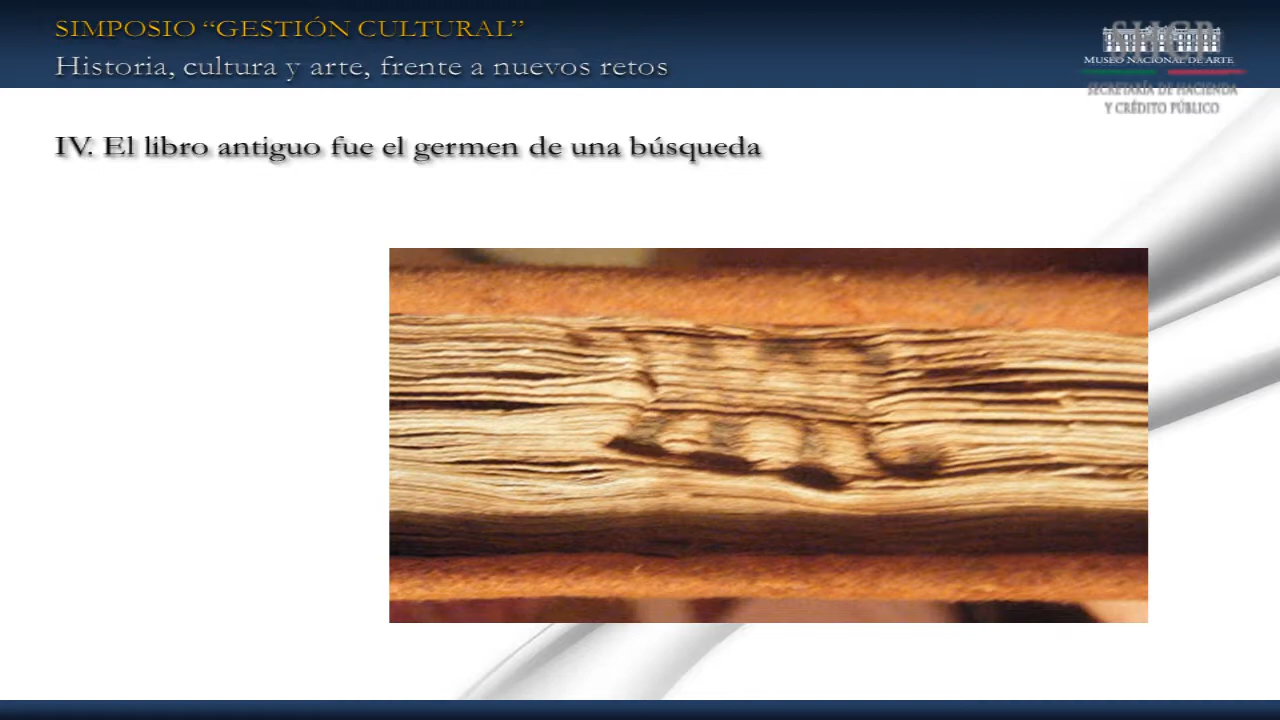 SIMPOSIO “GESTIÓN CULTURAL”
Historia, cultura y arte, frente a nuevos retos
SHCP
MUSEO NACIONAL DE ARTE
SECRETARÍA DE HACIENDA
Y CRÉDITO PÚBLICO
IV. El libro antiguo fue el germen de una búsqueda